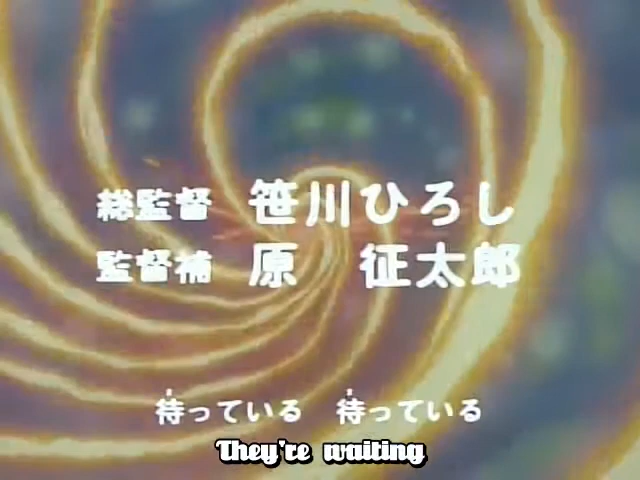 総監督 笹川ひろし
監督補 原 征太郎
待っている 待っている
They're waiting